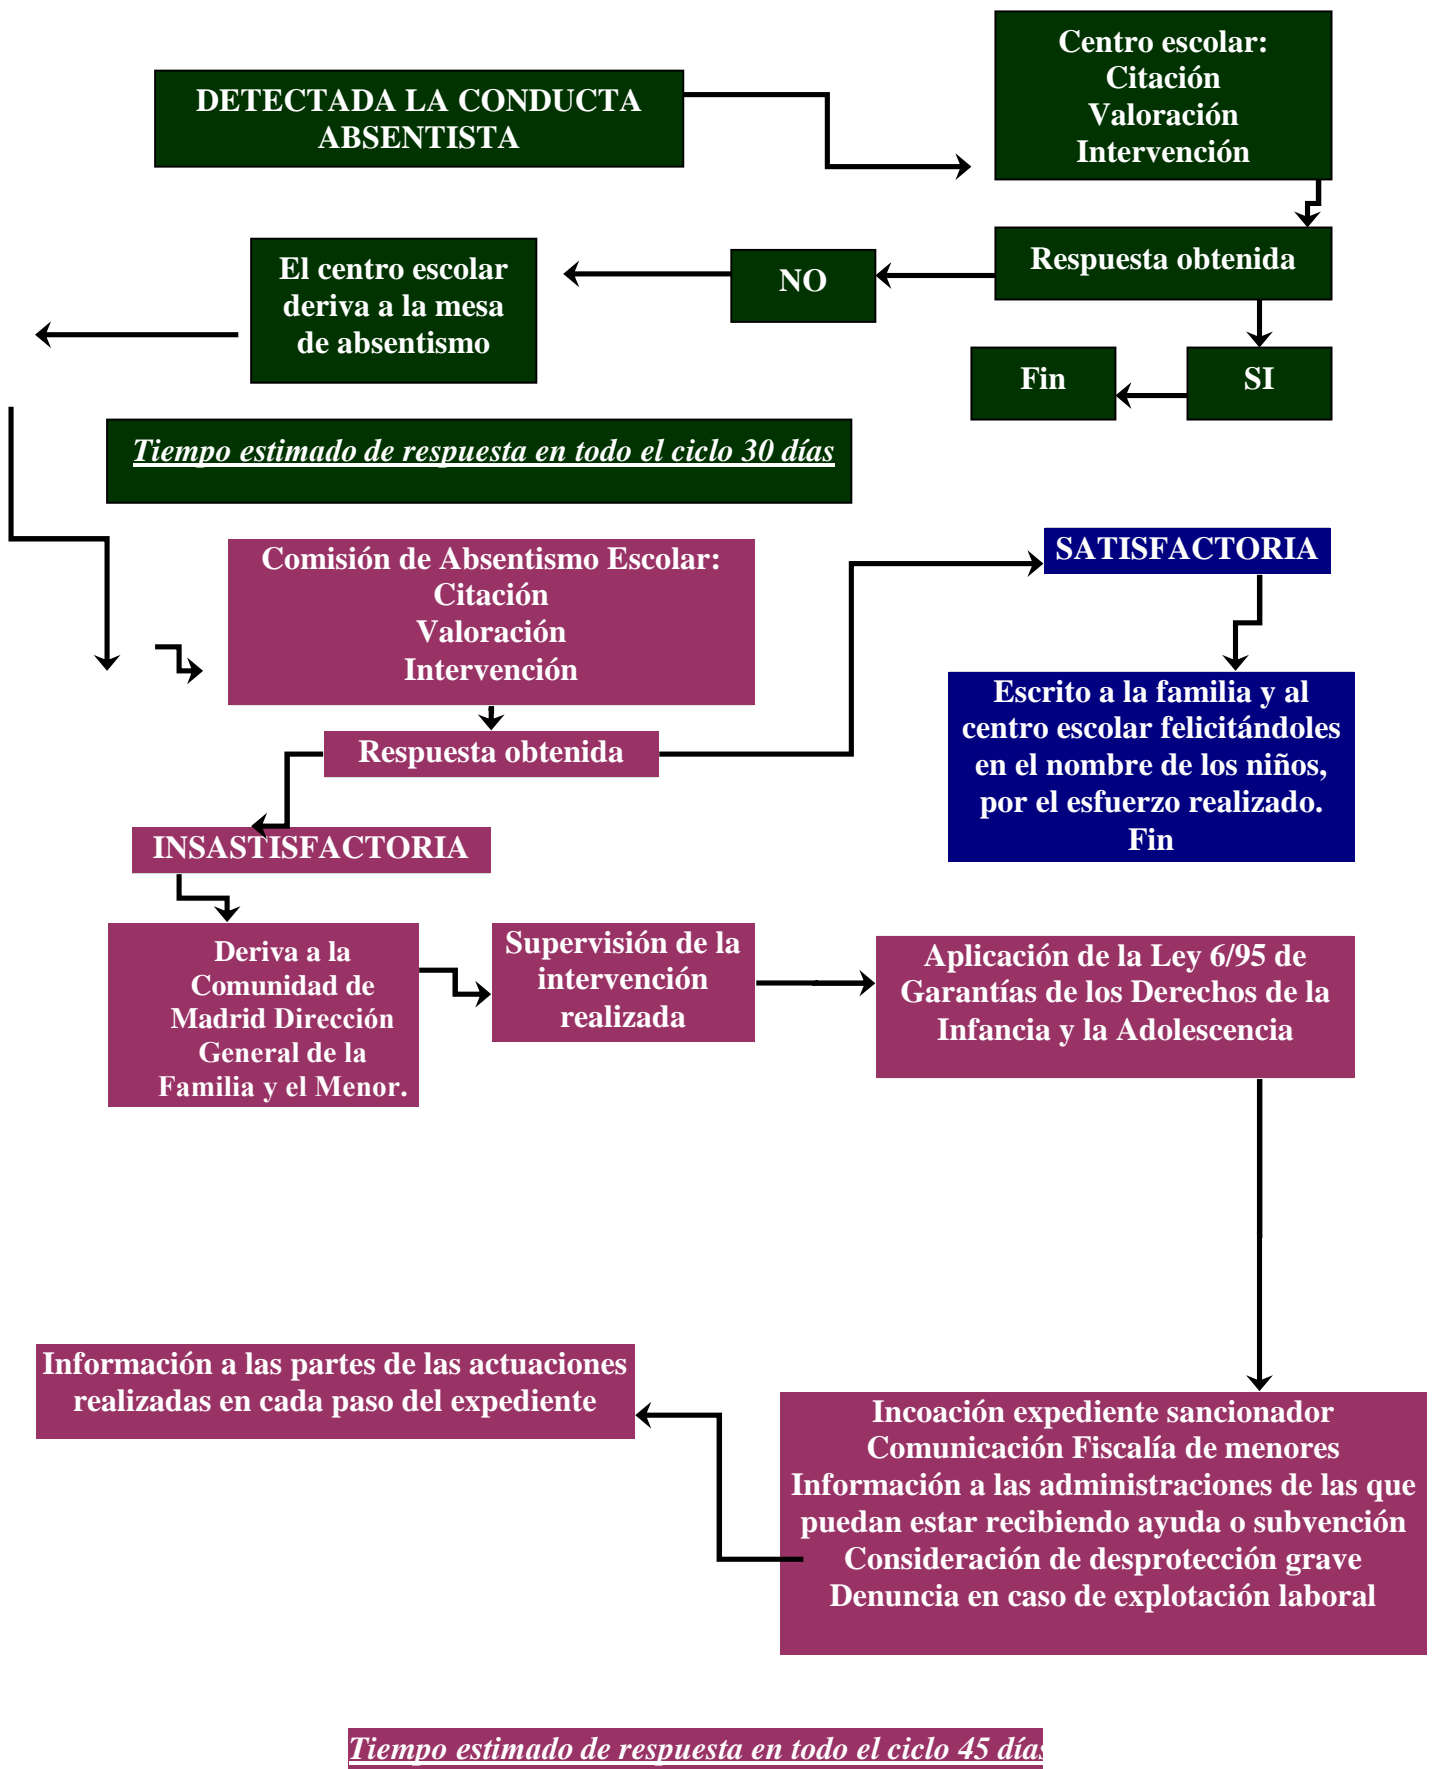 Centro escolar:
Citación
Valoración
Intervención
DETECTADA LA CONDUCTA
ABSENTISTA
Respuesta obtenida
NO
El centro escolar
deriva a la mesa
de absentismo
Fin
SI
Tiempo estimado de respuesta en todo el ciclo 30 días
Comisión de Absentismo Escolar:
Citación
Valoración
Intervención
SATISFACTORIA
Escrito a la familia y al
centro escolar felicitándoles
en el nombre de los niños,
por el esfuerzo realizado.
Fin
Respuesta obtenida
INSASTISFACTORIA
Deriva a la
Comunidad de
Madrid Dirección
General de la
Familia y el Menor.
Supervisión de la
intervención
realizada
Aplicación de la Ley 6/95 de
Garantías de los Derechos de la
Infancia y la Adolescencia
Información a las partes de las actuaciones
realizadas en cada paso del expediente
Incoación expediente sancionador
Comunicación Fiscalía de menores
Información a las administraciones de las que
puedan estar recibiendo ayuda o subvención
Consideración de desprotección grave
Denuncia en caso de explotación laboral
Tiempo estimado de respuesta en todo el ciclo 45 días